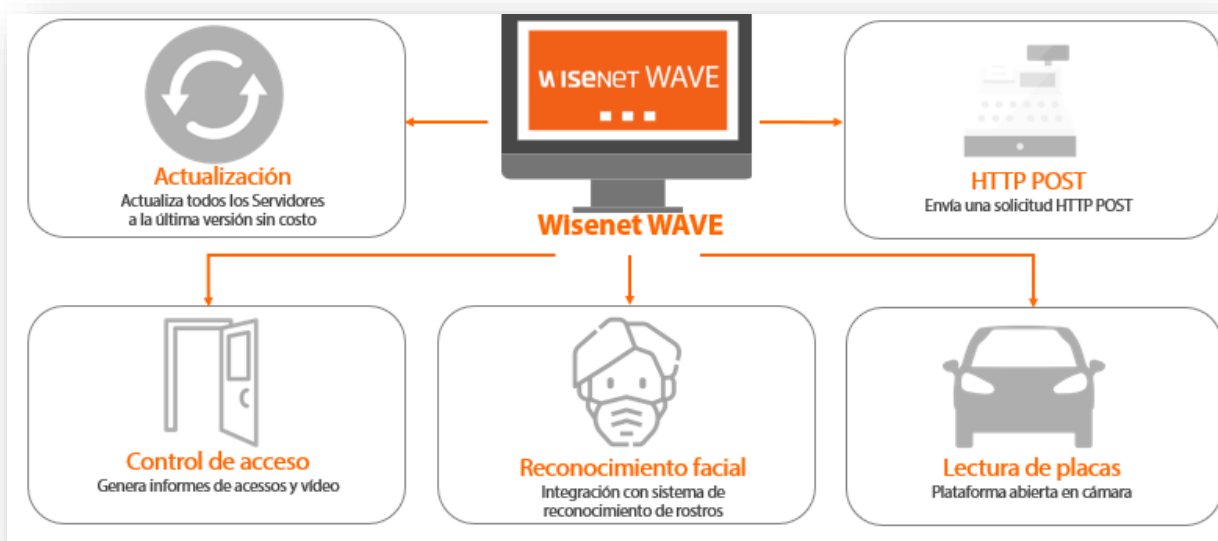 WISENET WAVE
Wisenet WAVE
Actualización
Actualiza todos los Servidores
a la última versión sin costo
HTTP POST
Envía una solicitud HTTP POST
Control de acceso
Genera informes de acessos y vídeo
Reconocimiento facial
Integración con sistema de
reconocimiento de rostros
Lectura de placas
Plataforma abierta en cámara